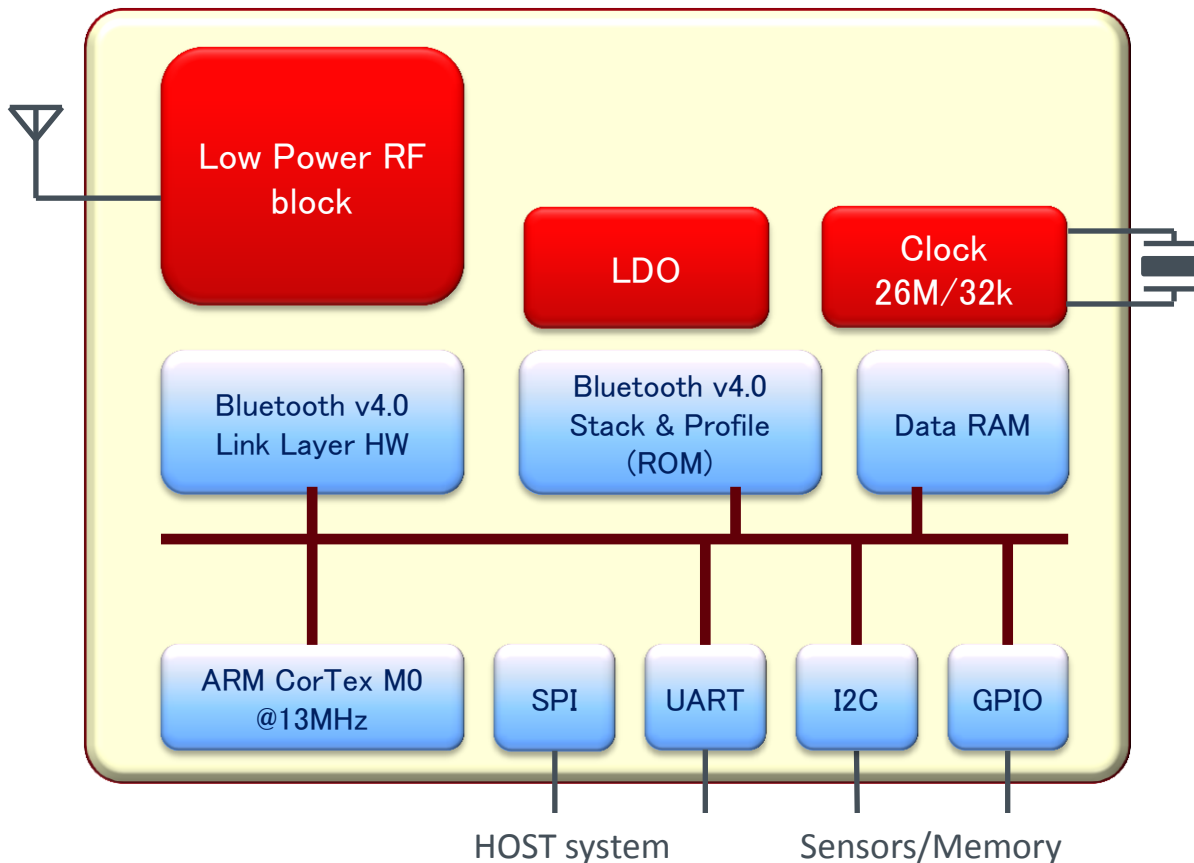 Low Power RF
block
LDO
Clock
26M/32k
Bluetooth v4.0
Link Layer HW
Bluetooth v4.0
Stack & Profile
(ROM)
Data RAM
ARM CorTex M0
@13MHz
SPI
UART
I2C
GPIO
HOST system
Sensors/Memory